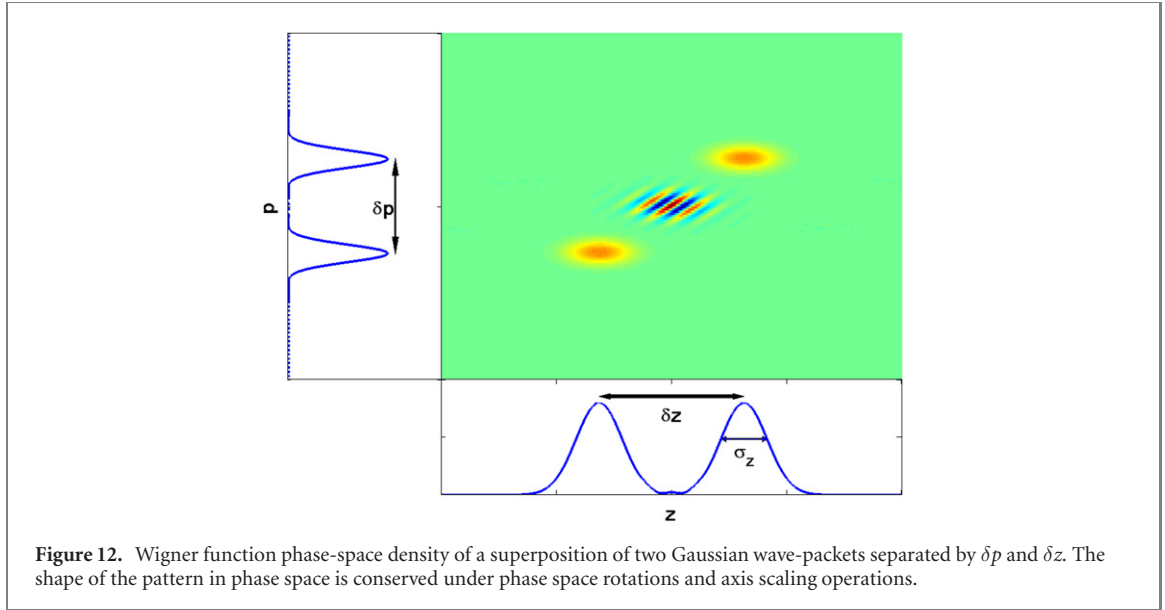 p
δp
δz
σz
z
Figure 12. Wigner function phase-space density of a superposition of two Gaussian wave-packets separated by δp and δz. The
shape of the pattern in phase space is conserved under phase space rotations and axis scaling operations.